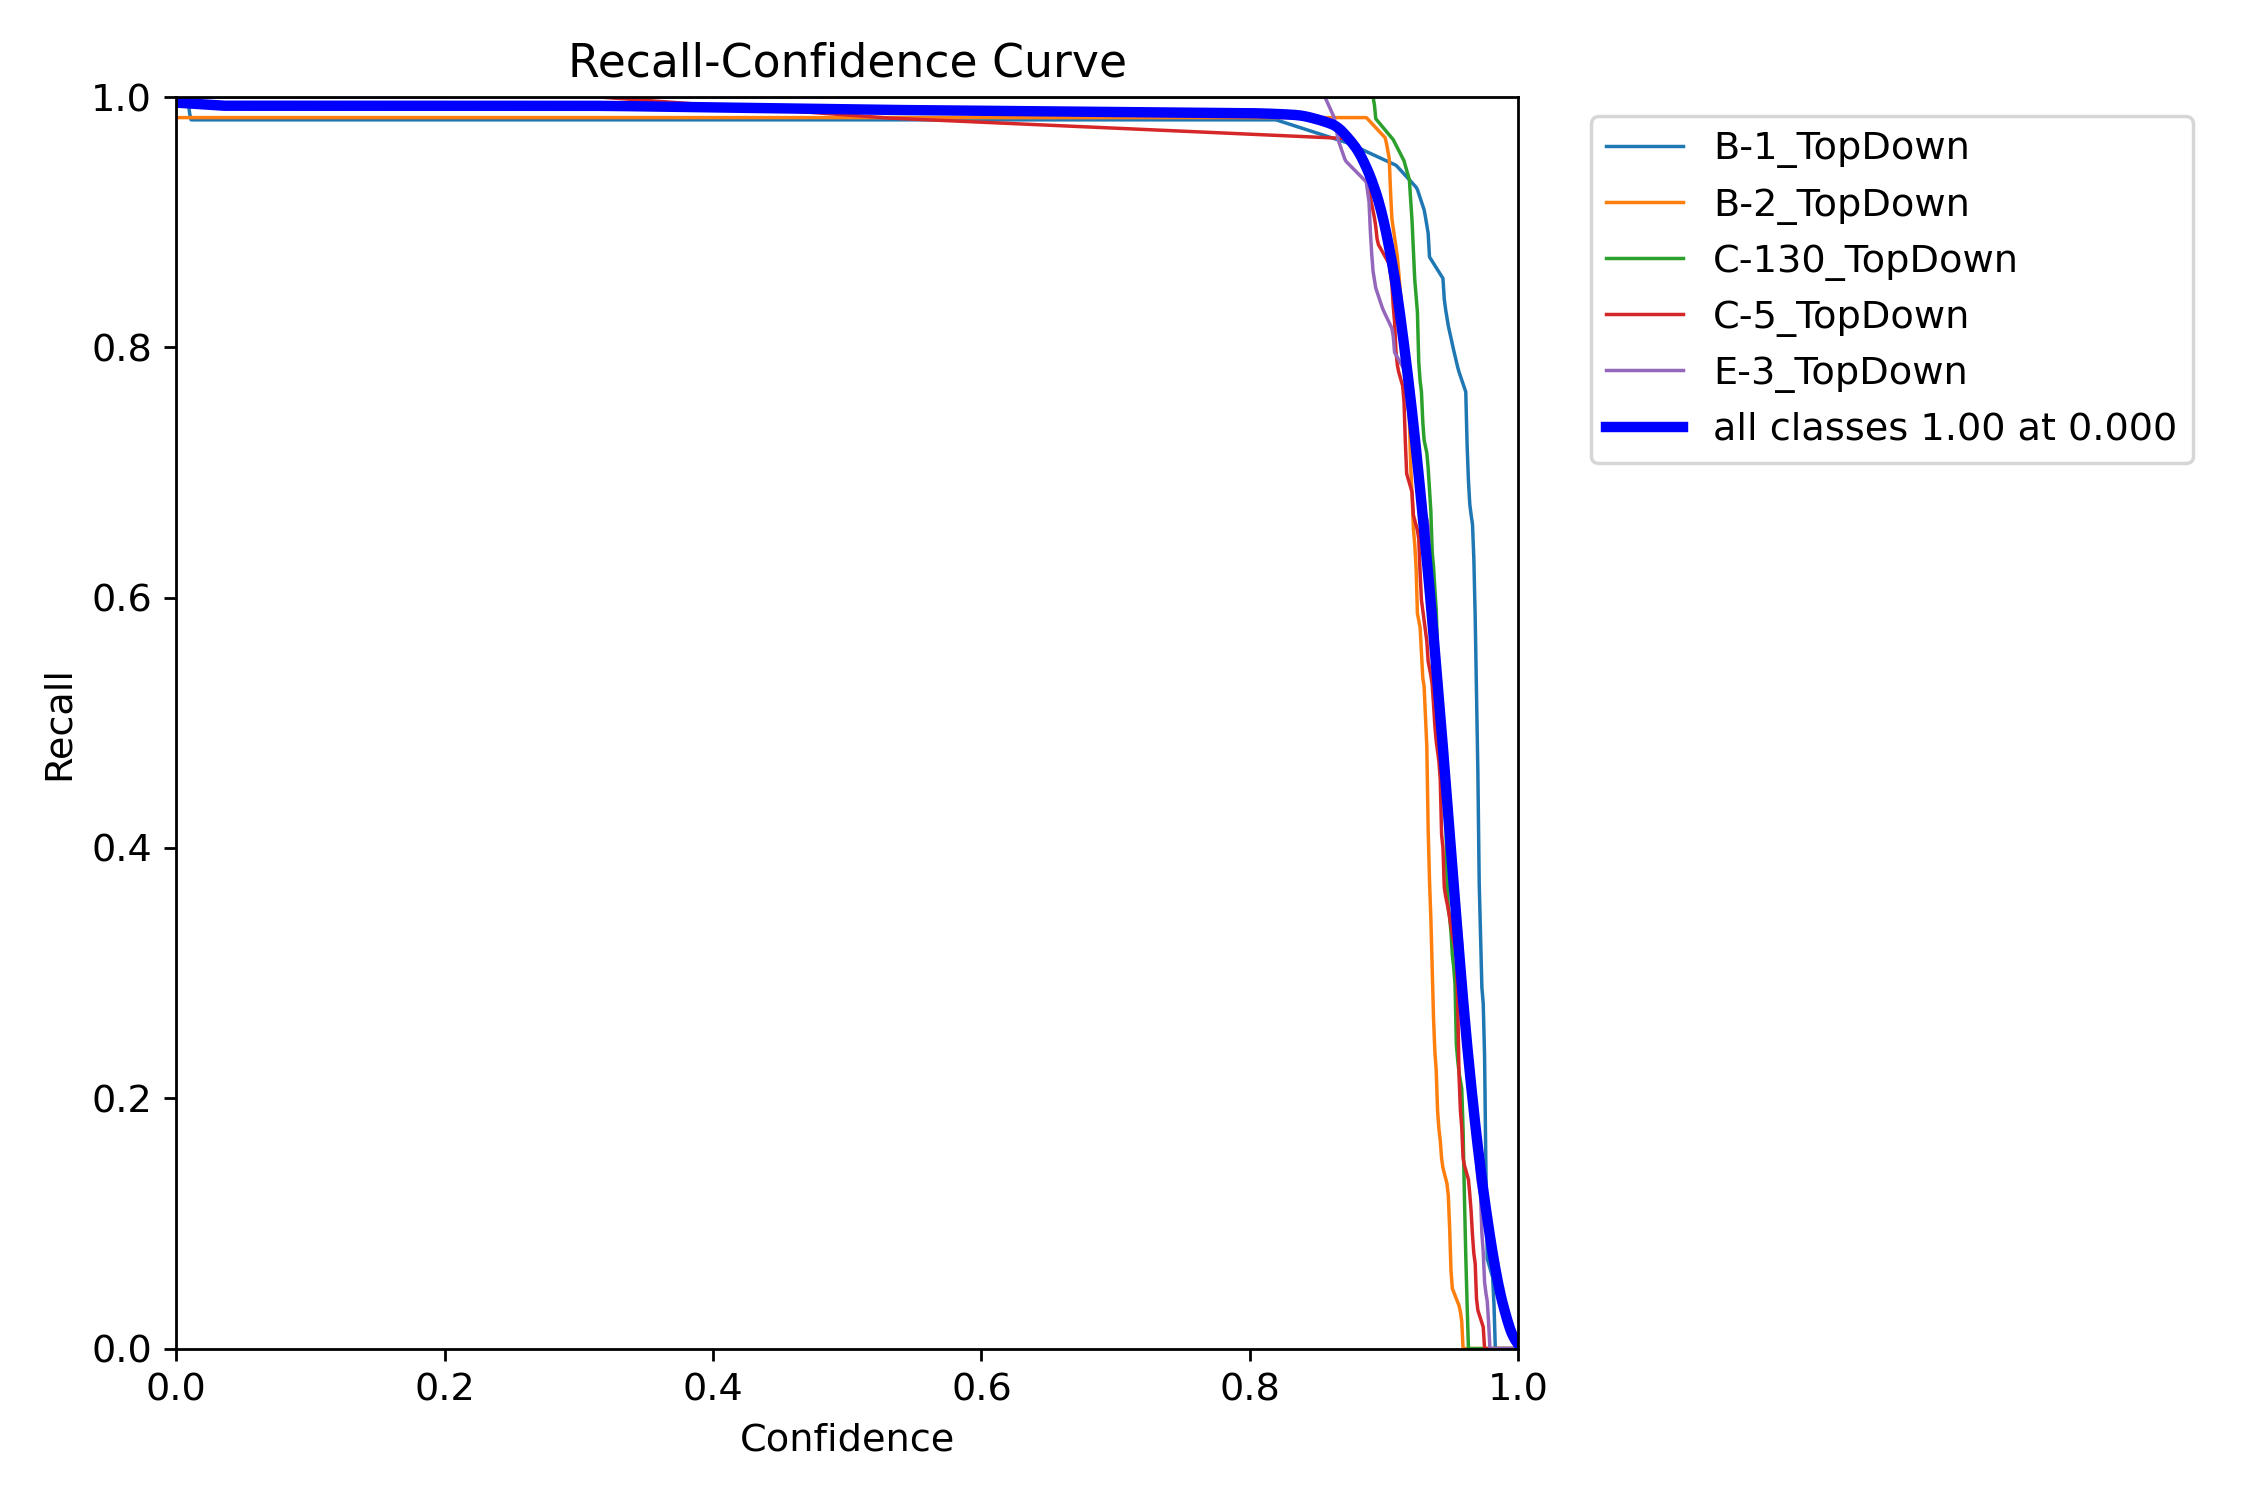 Recall-Confidence Curve
1.0
0.8
0.6
0.4
0.2
0.0
Recall
0.0 0.2 0.4 0.6 0.8 1.0
Confidence
B-1_TopDown
B-2_TopDown
C-130_TopDown
C-5_TopDown
E-3_TopDown
all classes 1.00 at 0.000